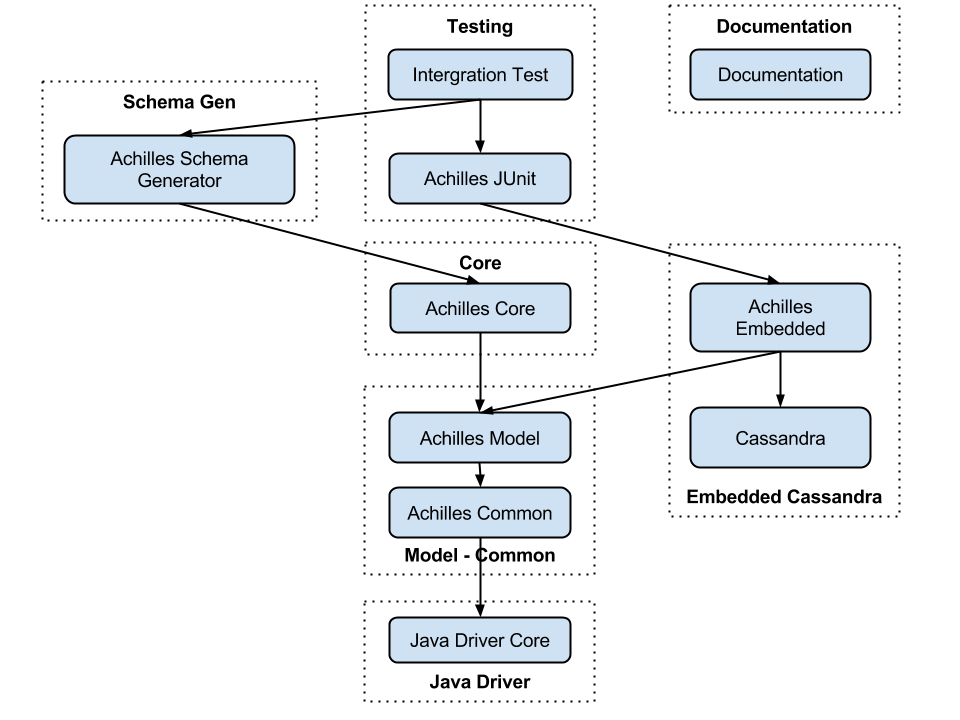 Testing
Intergration Test
Documentation
Documentation
Schema Gen
Achilles Schema
Generator
Achilles JUnit
Core
Achilles Core
Achilles
Embedded
Achilles Model
Cassandra
Embedded Cassandra
Achilles Common
Model - Common
Java Driver Core
Java Driver